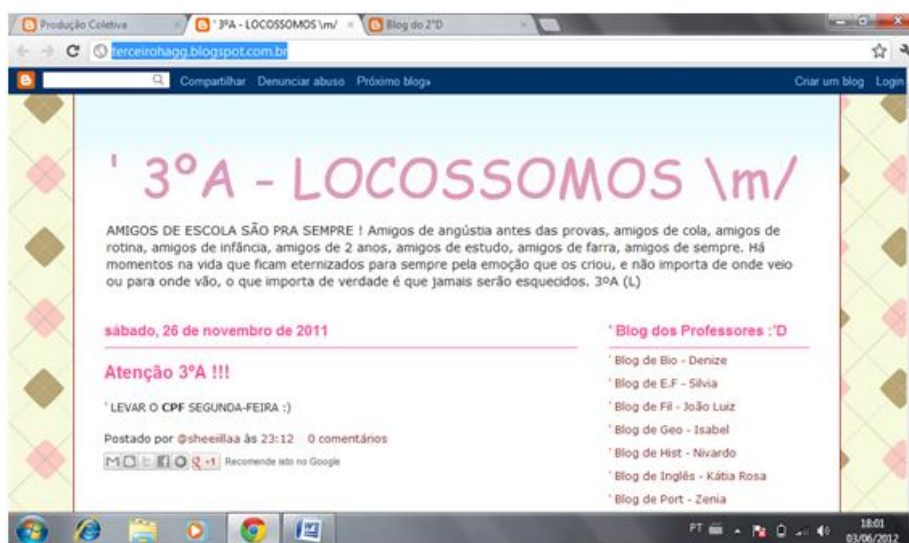 Produção Coletiva
' 3ºA - LOCOSSOMOS \m/
Blog do 2ºD
terceirohagg.blogspot.com.br
Compartilhar Denunciar abuso Próximo blog» Criar um blog Login
' 3ºA - LOCOSSOMOS \m/
AMIGOS DE ESCOLA SÃO PRA SEMPRE ! Amigos de angústia antes das provas, amigos de cola, amigos de
rotina, amigos de infância, amigos de 2 anos, amigos de estudo, amigos de farra, amigos de sempre. Há
momentos na vida que ficam eternizados para sempre pela emoção que os criou, e não importa de onde veio
ou para onde vão, o que importa de verdade é que jamais serão esquecidos. 3ºA (L)
sábado, 26 de novembro de 2011
Atenção 3ºA !!!
' LEVAR O CPF SEGUNDA-FEIRA :)
Postado por @sheeiillaa às 23:12 0 comentários
+1 Recomende isto no Google
' Blog dos Professores :'D
' Blog de Bio - Denize
' Blog de E.F - Silvia
' Blog de Fil - João Luiz
' Blog de Geo - Isabel
' Blog de Hist - Nivardo
' Blog de Inglês - Kátia Rosa
' Blog de Port - Zenia
PT 18:01
03/06/2012